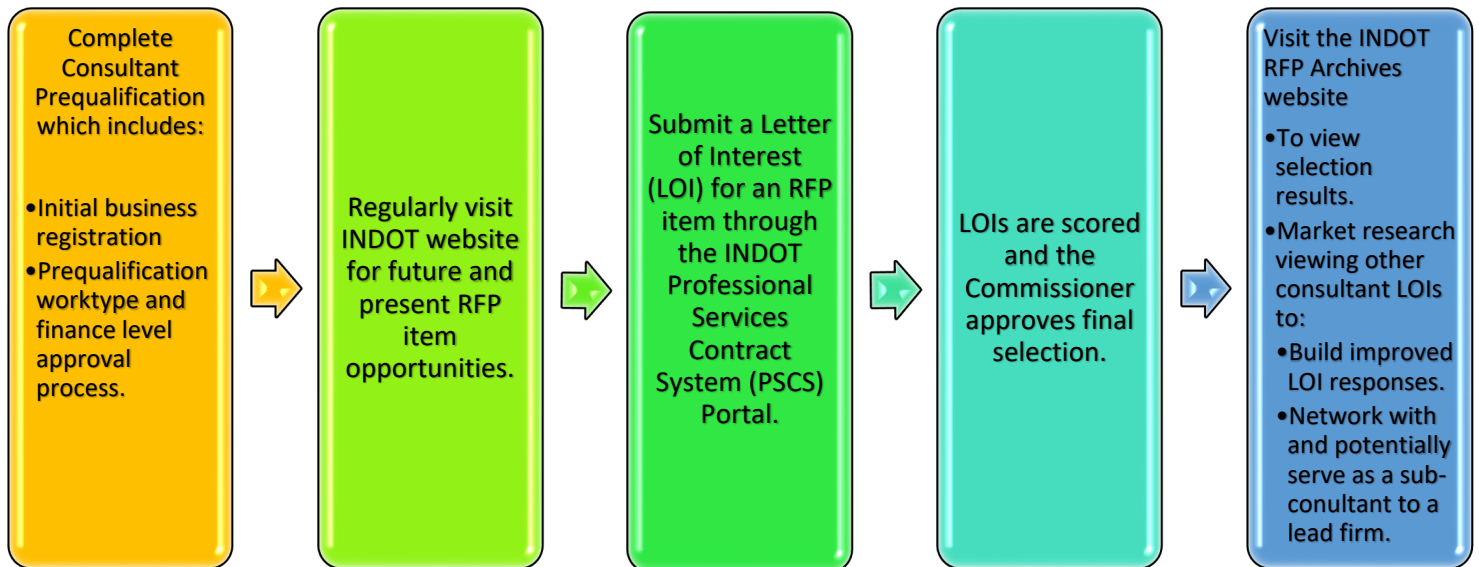 Complete
Consultant
Prequalification
which includes:
•Initial business
registration
•Prequalification
worktype and
finance level
approval
process.
Regularly visit
INDOT website
for future and
present RFP
item
opportunities.
Submit a Letter
of Interest
(LOI) for an RFP
item through
the INDOT
Professional
Services
Contract
System (PSCS)
Portal.
LOIs are scored
and the
Commissioner
approves final
selection.
Visit the INDOT
RFP Archives
website
•To view
selection
results.
•Market research
viewing other
consultant LOIs
to:
•Build improved
LOI responses.
•Network with
and potentially
serve as a sub-
conultant to a
lead firm.